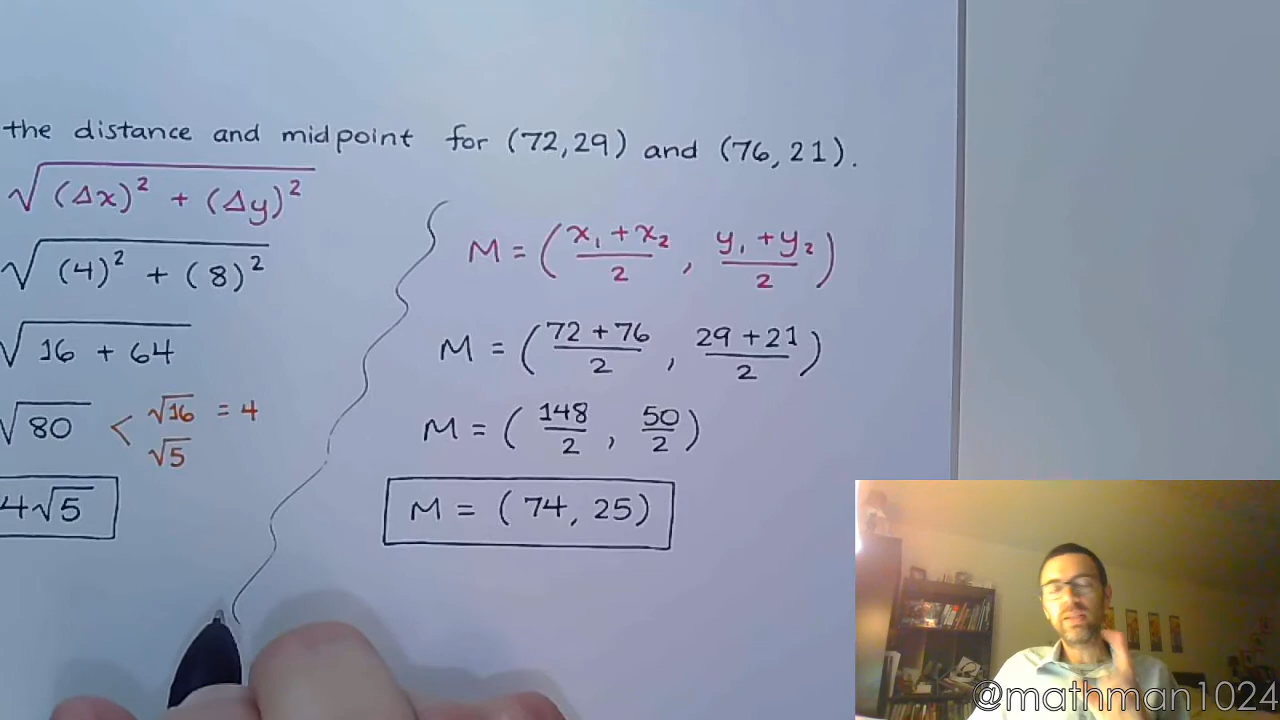 the distance and midpoint for (72,29) and (76,21).
√(Δx)² + (Δy)²
√(4)² + (8)²
√16 + 64
√80 < √16 = 4
√5
4√5
M = (x₁ + x₂/2, y₁ + y₂/2)
M = (72 + 76/2, 29 + 21/2)
M = (148/2, 50/2)
M = (74, 25)
@mathman1024